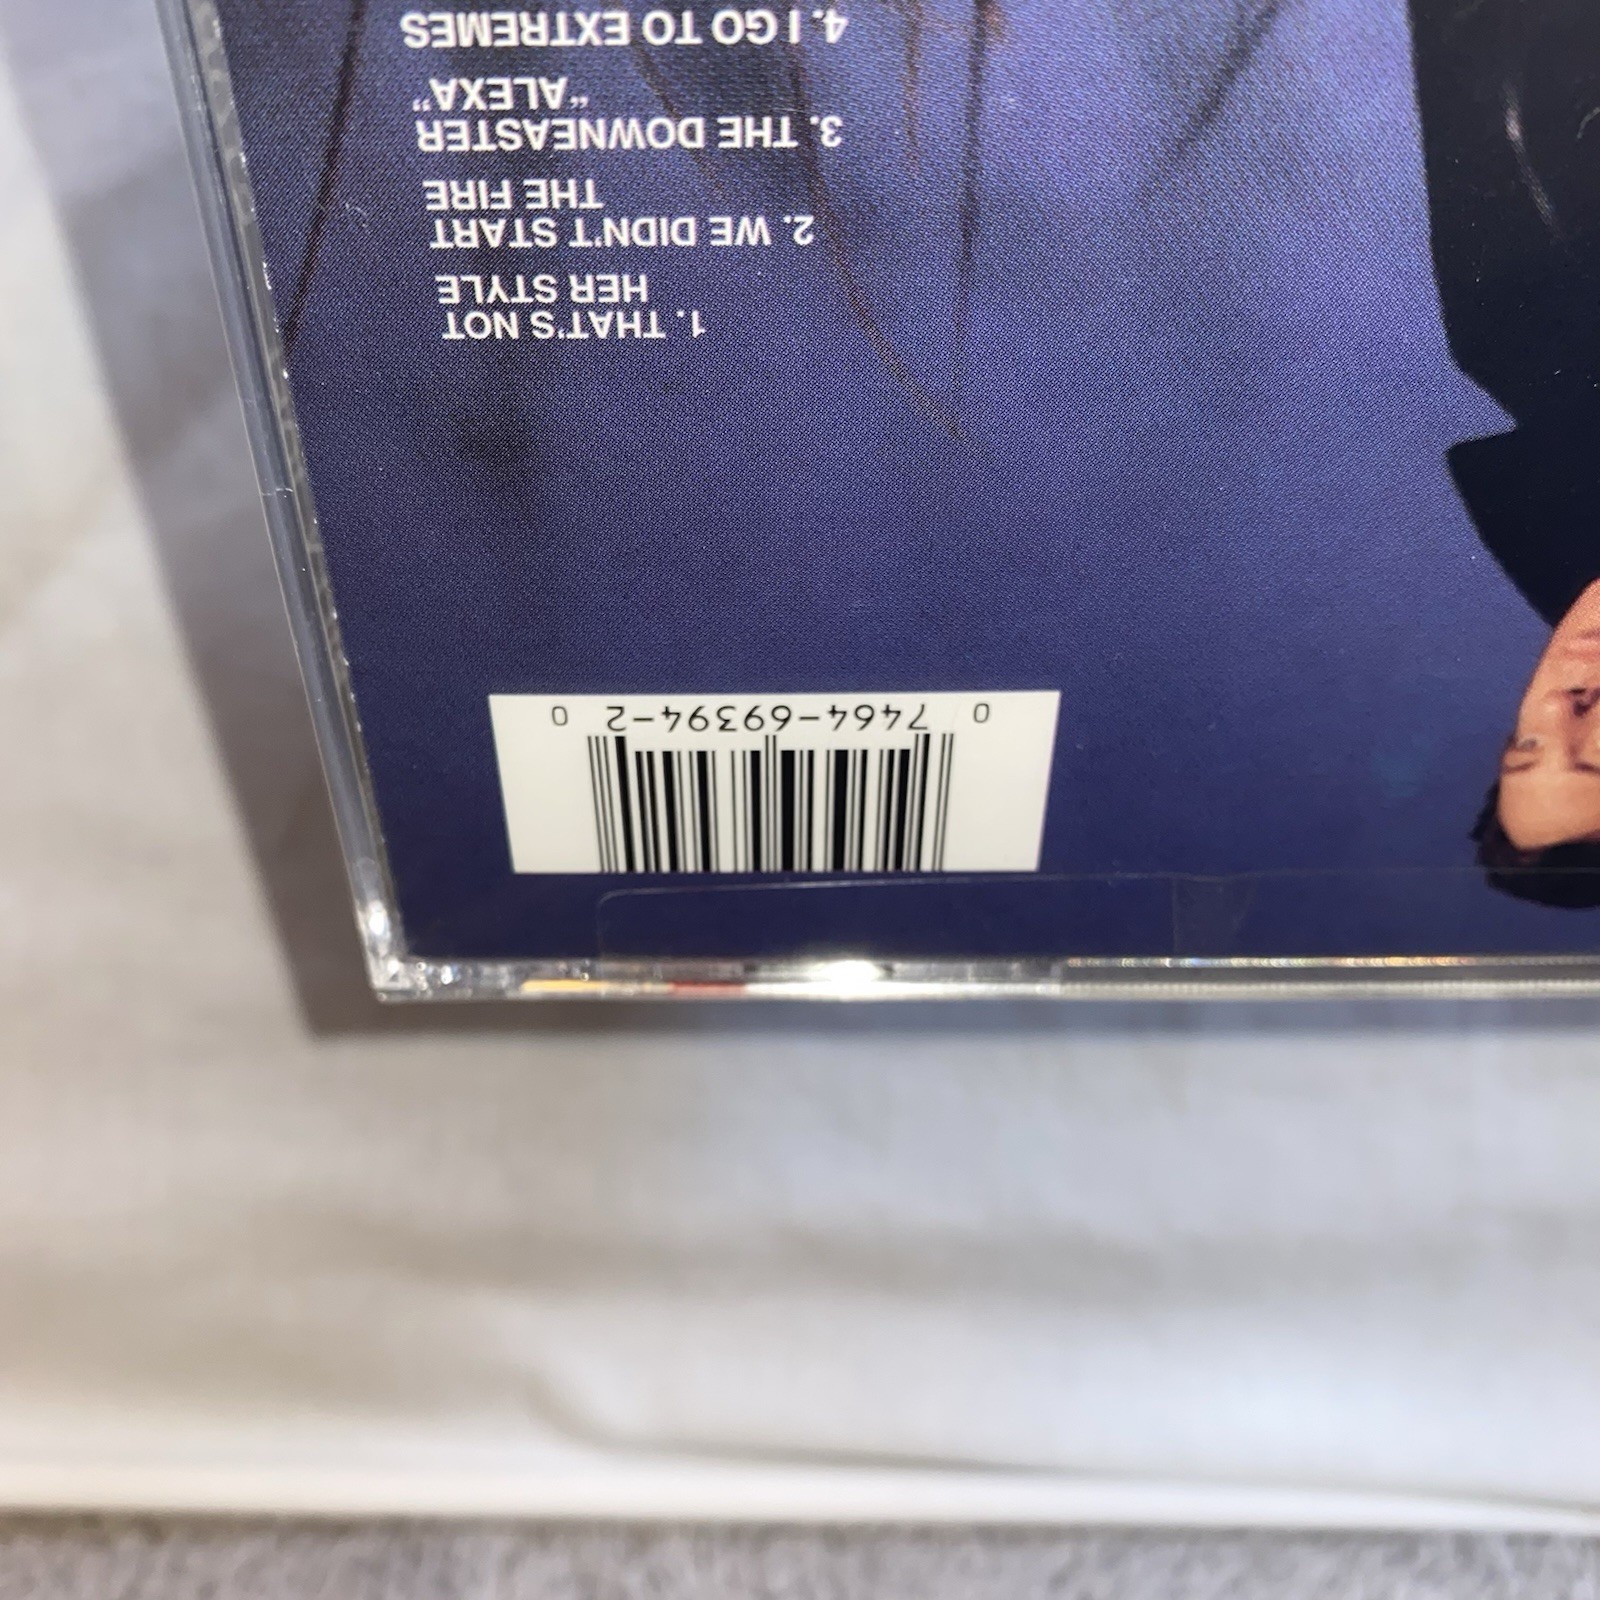 0 7464-69394-2 0
1. THAT'S NOT
HER STYLE
2. WE DIDN'T START
THE FIRE
3. THE DOWNEASTER
"ALEXA"
4. I GO TO EXTREMES